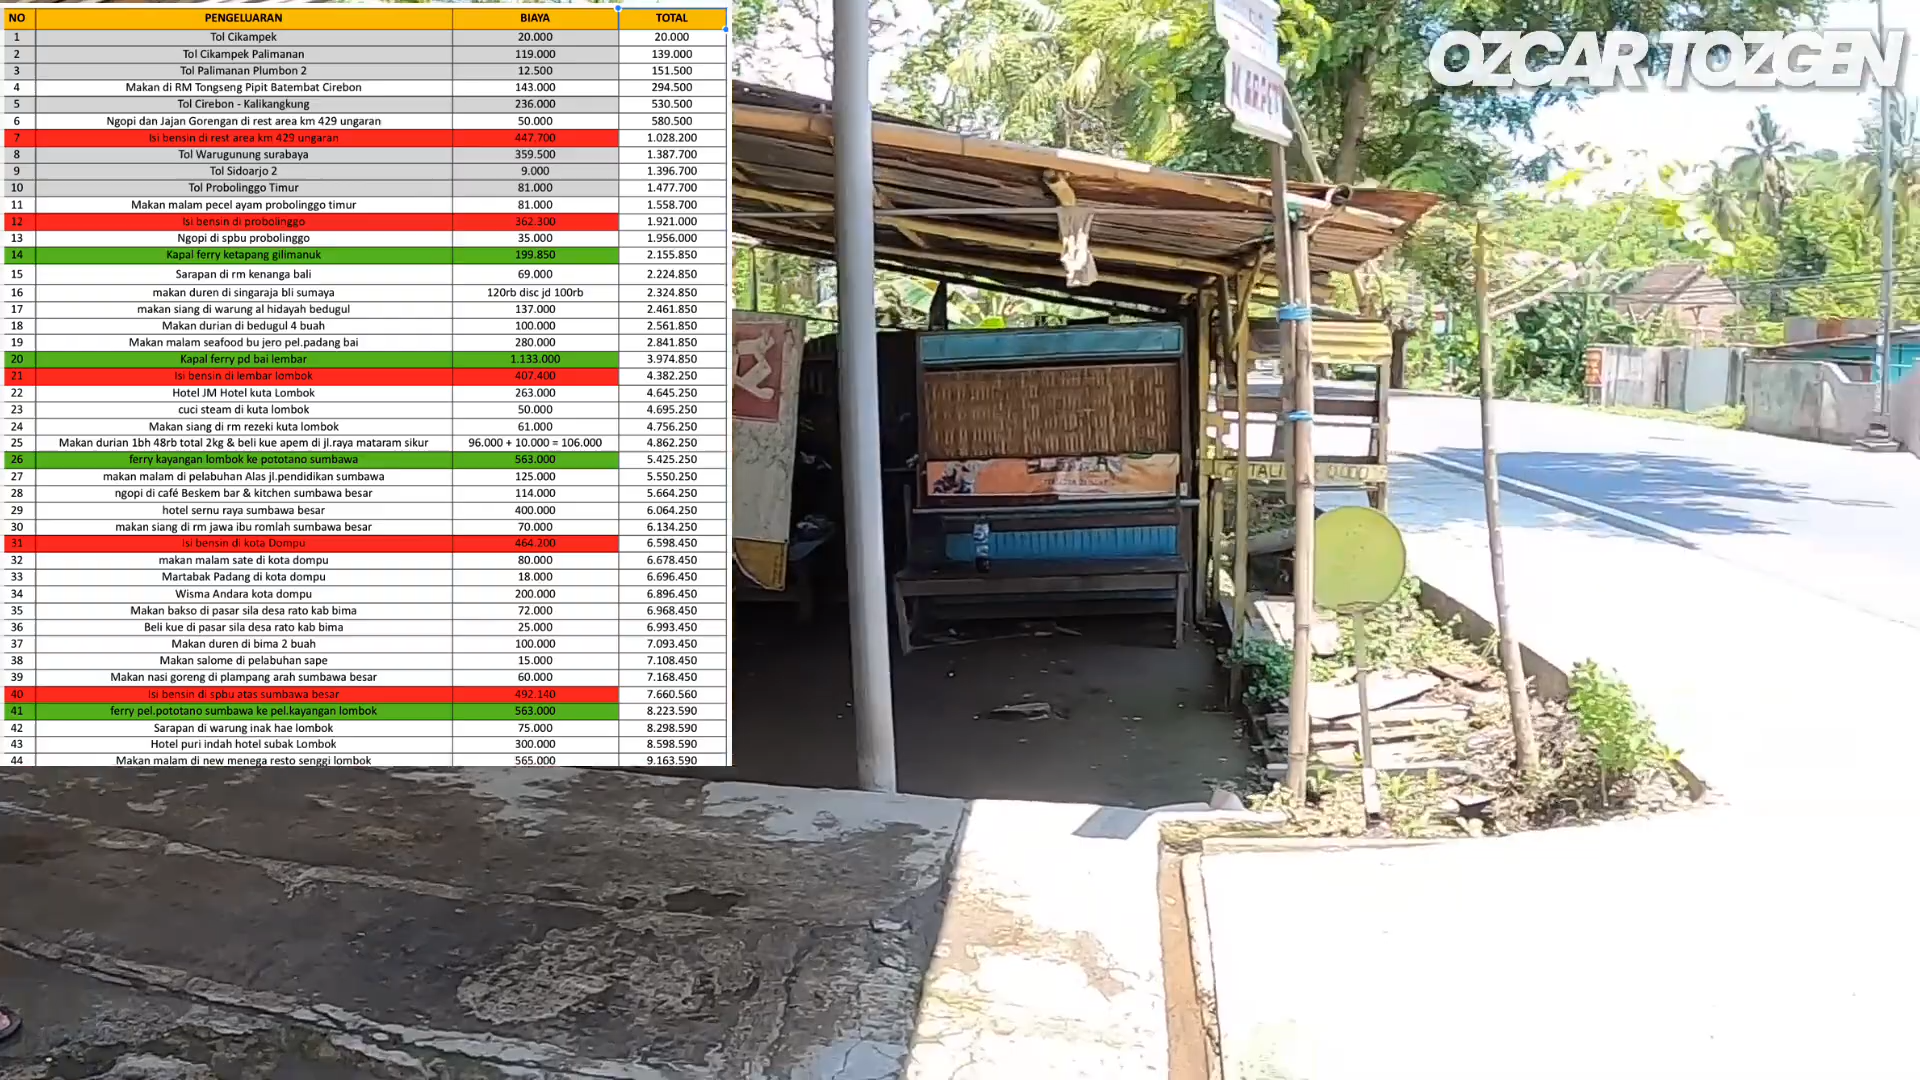 NO PENGELUARAN BIAYA TOTAL
1 Tol Cikampek 20.000 20.000
2 Tol Cikampek Palimanan 119.000 139.000
3 Tol Palimanan Plumbon 2 12.500 151.500
4 Makan di RM Tongseng Pipit Batembat Cirebon 143.000 294.500
5 Tol Cirebon - Kalikangkung 236.000 530.500
6 Ngopi dan Jajan Gorengan di rest area km 429 ungaran 50.000 580.500
7 Isi bensin di rest area km 429 ungaran 447.700 1.028.200
8 Tol Warugunung surabaya 359.500 1.387.700
9 Tol Sidoarjo 2 9.000 1.396.700
10 Tol Probolinggo Timur 81.000 1.477.700
11 Makan malam pecel ayam probolinggo timur 81.000 1.558.700
12 Isi bensin di probolinggo 362.300 1.921.000
13 Ngopi di spbu probolinggo 35.000 1.956.000
14 Kapal ferry ketapang gilimanuk 199.850 2.155.850
15 Sarapan di rm kenanga bali 69.000 2.224.850
16 makan duren di singaraja bli sumaya 120rb disc jd 100rb 2.324.850
17 makan siang di warung al hidayah bedugul 137.000 2.461.850
18 Makan durian di bedugul 4 buah 100.000 2.561.850
19 Makan malam seafood bu jero pel.padang bai 280.000 2.841.850
20 Kapal ferry pd bai lembar 1.133.000 3.974.850
21 Isi bensin di lembar lombok 407.400 4.382.250
22 Hotel JM Hotel kuta Lombok 263.000 4.645.250
23 cuci steam di kuta lombok 50.000 4.695.250
24 Makan siang di rm rezeki kuta lombok 61.000 4.756.250
25 Makan durian 1bh 48rb total 2kg & beli kue apem di jl.raya mataram sikur 96.000 + 10.000 = 106.000 4.862.250
26 ferry kayangan lombok ke pototano sumbawa 563.000 5.425.250
27 makan malam di pelabuhan Alas jl.pendidikan sumbawa 125.000 5.550.250
28 ngopi di café Beskem bar & kitchen sumbawa besar 114.000 5.664.250
29 hotel sernu raya sumbawa besar 400.000 6.064.250
30 makan siang di rm jawa ibu romlah sumbawa besar 70.000 6.134.250
31 Isi bensin di kota Dompu 464.200 6.598.450
32 makan malam sate di kota dompu 80.000 6.678.450
33 Martabak Padang di kota dompu 18.000 6.696.450
34 Wisma Andara kota dompu 200.000 6.896.450
35 Makan bakso di pasar sila desa rato kab bima 72.000 6.968.450
36 Beli kue di pasar sila desa rato kab bima 25.000 6.993.450
37 Makan duren di bima 2 buah 100.000 7.093.450
38 Makan salome di pelabuhan sape 15.000 7.108.450
39 Makan nasi goreng di plampang arah sumbawa besar 60.000 7.168.450
40 Isi bensin di spbu atas sumbawa besar 492.140 7.660.560
41 ferry pel.pototano sumbawa ke pel.kayangan lombok 563.000 8.223.590
42 Sarapan di warung inak hae lombok 75.000 8.298.590
43 Hotel puri indah hotel subak Lombok 300.000 8.598.590
44 Makan malam di new menega resto senggi lombok 565.000 9.163.590
OZCAR TOZGEN
KARPET